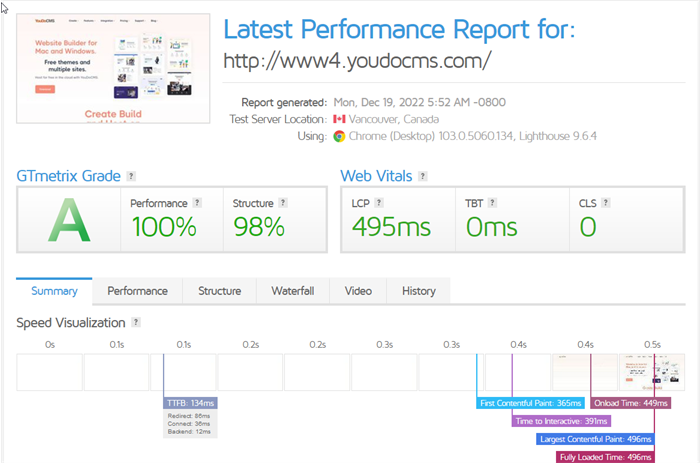 YouDoCMS
Website Builder for
Mac and Windows.
Free themes and
multiple sites.
Create Build
Latest Performance Report for:
http://www4.youdocms.com/
Report generated: Mon, Dec 19, 2022 5:52 AM -0800
Test Server Location: Vancouver, Canada
Using: Chrome (Desktop) 103.0.5060.134, Lighthouse 9.6.4
GTmetrix Grade ?
Web Vitals ?
A
Performance ?
100%
Structure ?
98%
LCP ?
495ms
TBT ?
0ms
CLS ?
0
Summary Performance Structure Waterfall Video History
Speed Visualization ?
0s 0.1s 0.1s 0.2s 0.2s 0.3s 0.3s 0.4s 0.4s 0.5s
TTFB: 134ms
Redirect: 86ms
Connect: 36ms
Backend: 12ms
First Contentful Paint: 365ms
Onload Time: 449ms
Time to Interactive: 391ms
Largest Contentful Paint: 496ms
Fully Loaded Time: 496ms